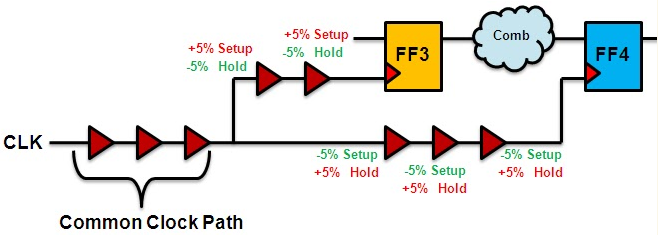 +5% Setup
-5% Hold
+5% Setup
-5% Hold
FF3
Comb
FF4
CLK
-5% Setup
+5% Hold
-5% Setup
+5% Hold
-5% Setup
+5% Hold
Common Clock Path